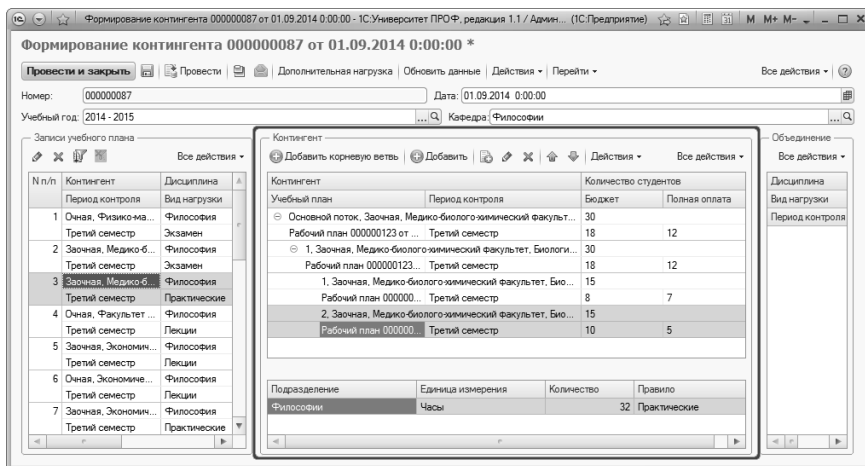 Формирование контингента 000000087 от 01.09.2014 0:00:00 - 1С:Университет ПРОФ, редакция 1.1 / Админ... (1С:Предприятие) M M+ M-
Формирование контингента 000000087 от 01.09.2014 0:00:00 *
Провести и закрыть Провести Дополнительная нагрузка Обновить данные Действия Перейти Все действия
Номер: 000000087 Дата: 01.09.2014 0:00:00
Учебный год: 2014 - 2015 ... Кафедра: Философии ...
Записи учебного плана
Все действия
N п/п Контингент Дисциплина
Период контроля Вид нагрузки
1 Очная, Физико-ма... Философия
Третий семестр Экзамен
2 Заочная, Медико-б... Философия
Третий семестр Экзамен
3 Заочная, Медико-б... Философия
Третий семестр Практические
4 Очная, Факультет ... Философия
Третий семестр Лекции
5 Заочная, Экономич... Философия
Третий семестр Лекции
6 Очная, Экономиче... Философия
Третий семестр Лекции
7 Заочная, Экономич... Философия
Третий семестр Практические
Контингент
Добавить корневую ветвь Добавить Действия Все действия
Контингент Количество студентов
Учебный план Период контроля Бюджет Полная оплата
Основной поток, Заочная, Медико-биолого-химический факульт... 30
Рабочий план 000000123 от ... Третий семестр 18 12
1, Заочная, Медико-биолого-химический факультет, Биологи... 30
Рабочий план 000000123... Третий семестр 18 12
1, Заочная, Медико-биолого-химический факультет, Био... 15
Рабочий план 000000... Третий семестр 8 7
2, Заочная, Медико-биолого-химический факультет, Био... 15
Рабочий план 000000... Третий семестр 10 5
Подразделение Единица измерения Количество Правило
Философии Часы 32 Практические
Объединение
Все действия
Дисциплина
Вид нагрузки
Период контроля